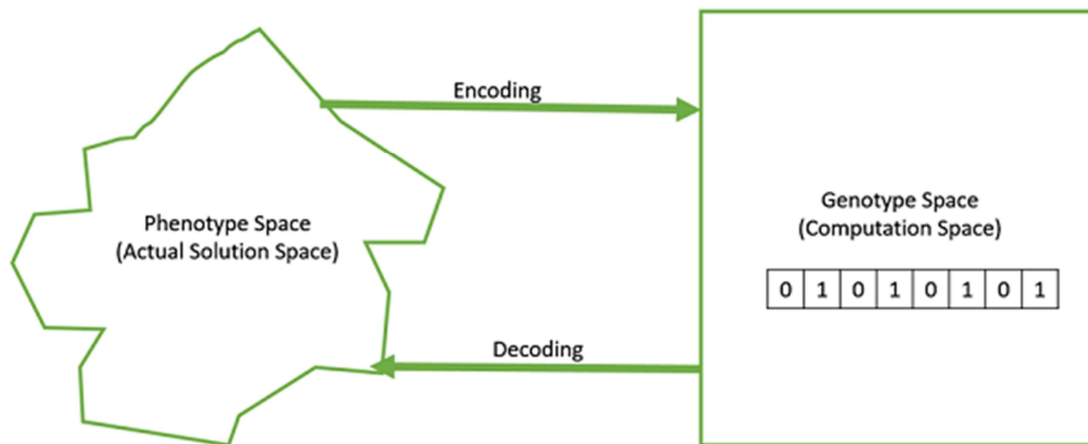 Encoding
Phenotype Space
(Actual Solution Space)
Genotype Space
(Computation Space)
0 1 0 1 0 1 0 1
Decoding